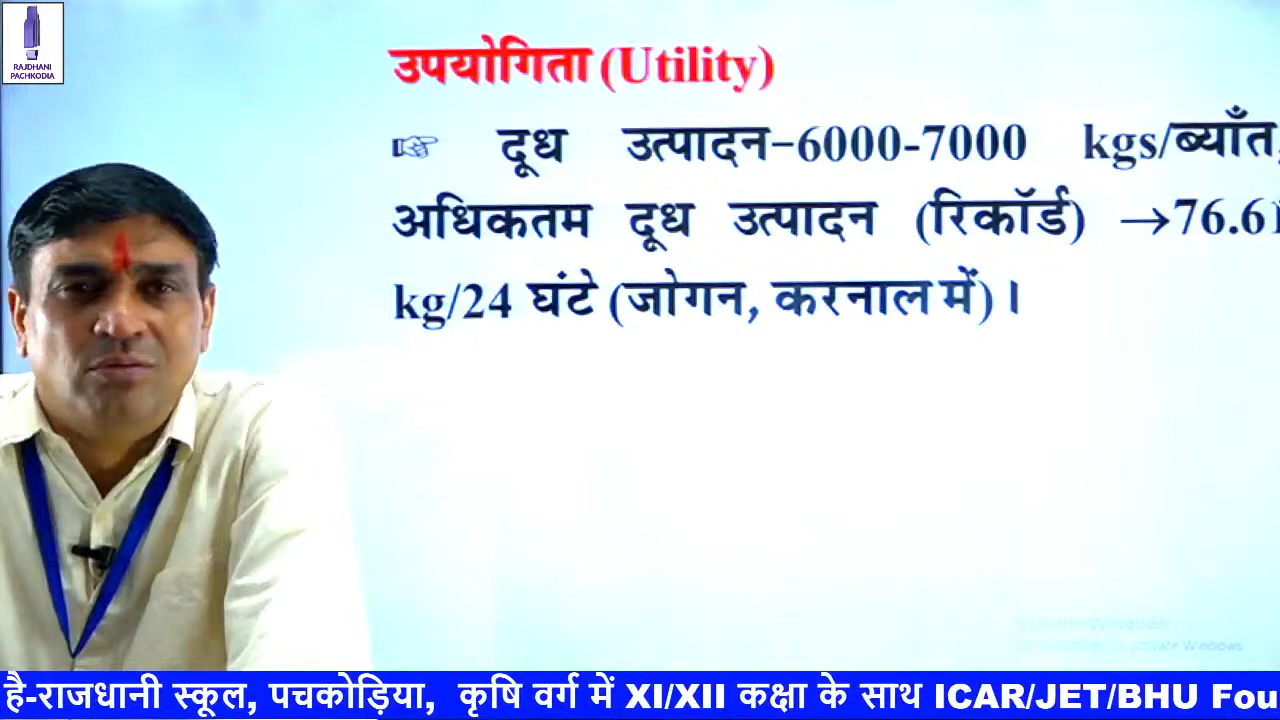 RAJDHANI
PACHKODIA
उपयोगिता (Utility)
☞ दूध उत्पादन-6000-7000 kgs/ब्याँत,
अधिकतम दूध उत्पादन (रिकॉर्ड) →76.61
kg/24 घंटे (जोगन, करनाल में)।
है-राजधानी स्कूल, पचकोड़िया, कृषि वर्ग में XI/XII कक्षा के साथ ICAR/JET/BHU Fou